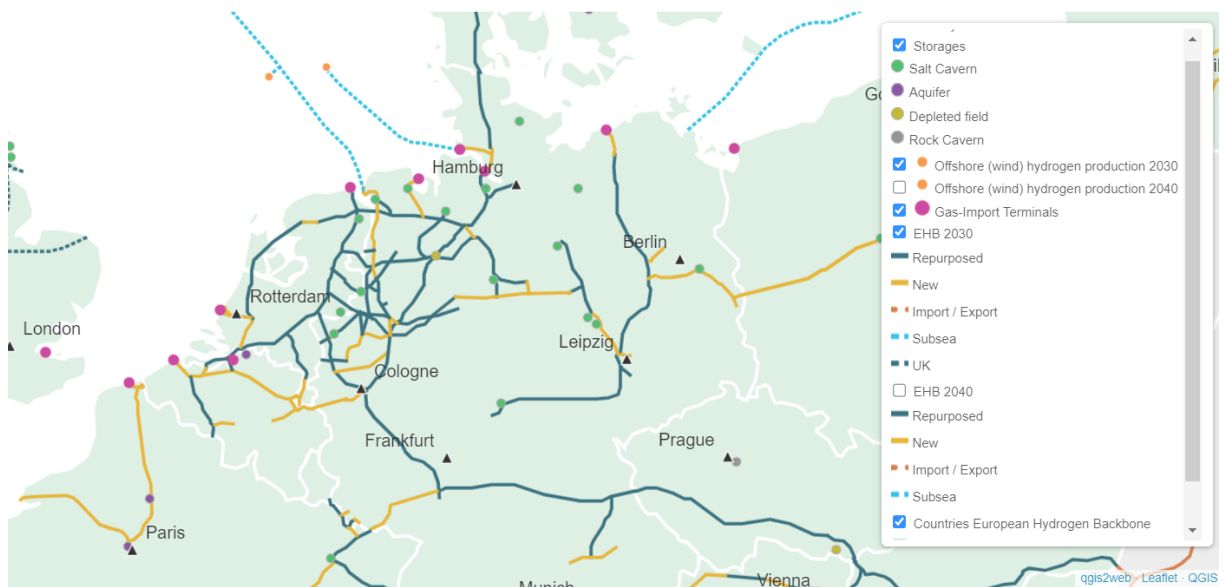 Storages
Salt Cavern
Aquifer
Depleted field
Rock Cavern
Offshore (wind) hydrogen production 2030
Offshore (wind) hydrogen production 2040
Gas-Import Terminals
EHB 2030
Repurposed
New
Import / Export
Subsea
UK
EHB 2040
Repurposed
New
Import / Export
Subsea
Countries European Hydrogen Backbone
Hamburg
Berlin
Rotterdam
London
Leipzig
Cologne
Frankfurt
Prague
Paris
Munich
Vienna
qgis2web · Leaflet · QGIS